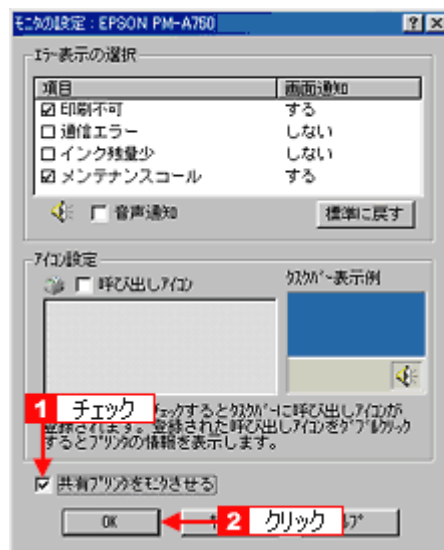 ﾓﾆﾀの設定 : EPSON PM-A750
ｴﾗｰ表示の選択
項目 画面通知
印刷不可 する
通信エラー しない
インク残量少 しない
メンテナンスコール する
音声通知 標準に戻す
ｱｲｺﾝ設定
呼び出しｱｲｺﾝ ﾀｽｸﾊﾞｰ表示例
1 チェック ｪｯｸするとﾀｽｸﾊﾞｰに呼び出しｱｲｺﾝが
登録されます。登録された呼び出しｱｲｺﾝをﾀﾞﾌﾞﾙｸﾘｯｸ
するとﾌﾟﾘﾝﾀの情報を表示します。
共有ﾌﾟﾘﾝﾀをﾓﾆﾀさせる
OK 2 クリック ﾙﾌﾟ